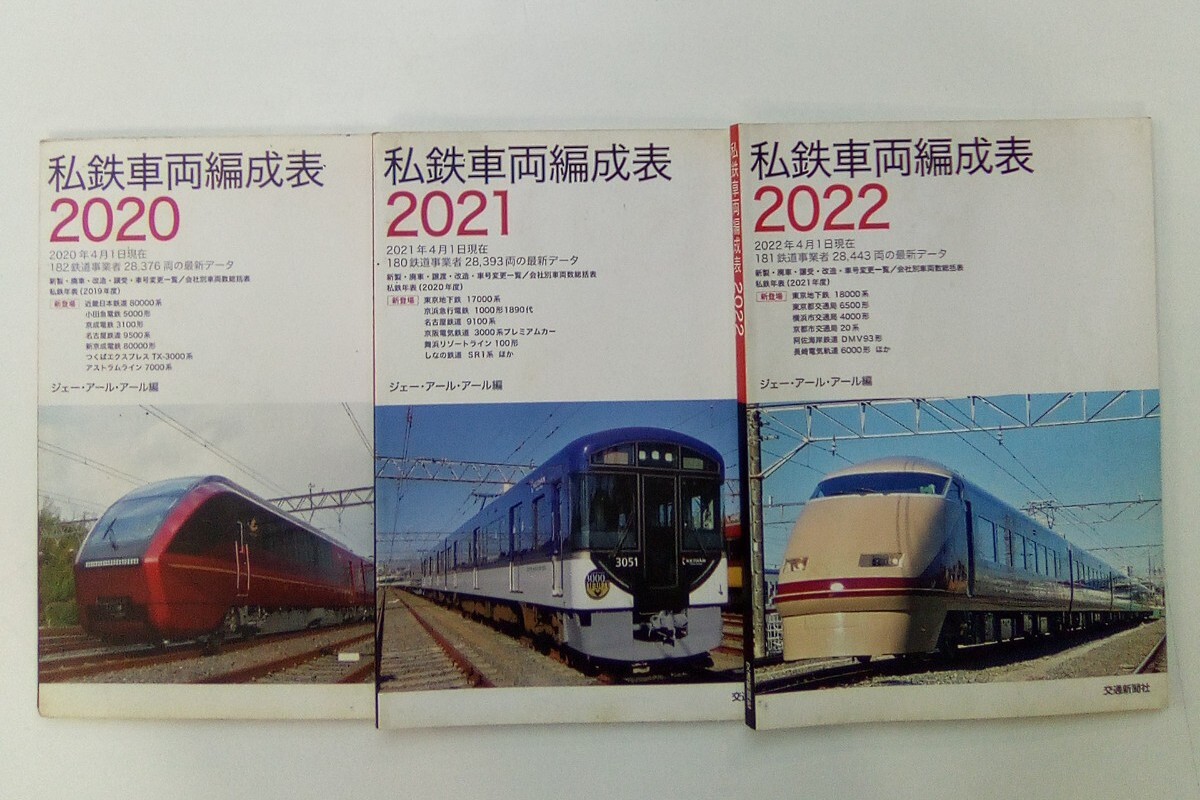 私鉄車両編成表
2020
2020年4月1日現在
182鉄道事業者 28,376両の最新データ
新製・廃車・譲渡・改造・譲受・車号変更一覧／会社別車両数総括表
私鉄年表(2019年度)
新登場 近畿日本鉄道 80000系
小田急電鉄 5000形
京成電鉄 3100形
名古屋鉄道 9500系
新京成電鉄 80000形
つくばエクスプレス TX-3000系
アストラムライン 7000系
ジェー・アール・アール編
私鉄車両編成表
2021
2021年4月1日現在
180鉄道事業者 28,393両の最新データ
新製・廃車・譲渡・改造・車号変更一覧／会社別車両数総括表
私鉄年表(2020年度)
新登場 東京地下鉄 17000系
京浜急行電鉄 1000形1890代
名古屋鉄道 9100系
京阪電気鉄道 3000系プレミアムカー
舞浜リゾートライン 100形
しなの鉄道 SR1系 ほか
ジェー・アール・アール編
3051
3000
交
私鉄車両編成表 2022
私鉄車両編成表
2022
2022年4月1日現在
181鉄道事業者 28,443両の最新データ
新製・廃車・譲受・改造・車号変更一覧／会社別車両数総括表
私鉄年表(2021年度)
新登場 東京地下鉄 18000系
東京都交通局 6500形
横浜市交通局 4000形
京都市交通局 20系
阿佐海岸鉄道 DMV93形
長崎電気軌道 6000形 ほか
ジェー・アール・アール編
交通新聞社